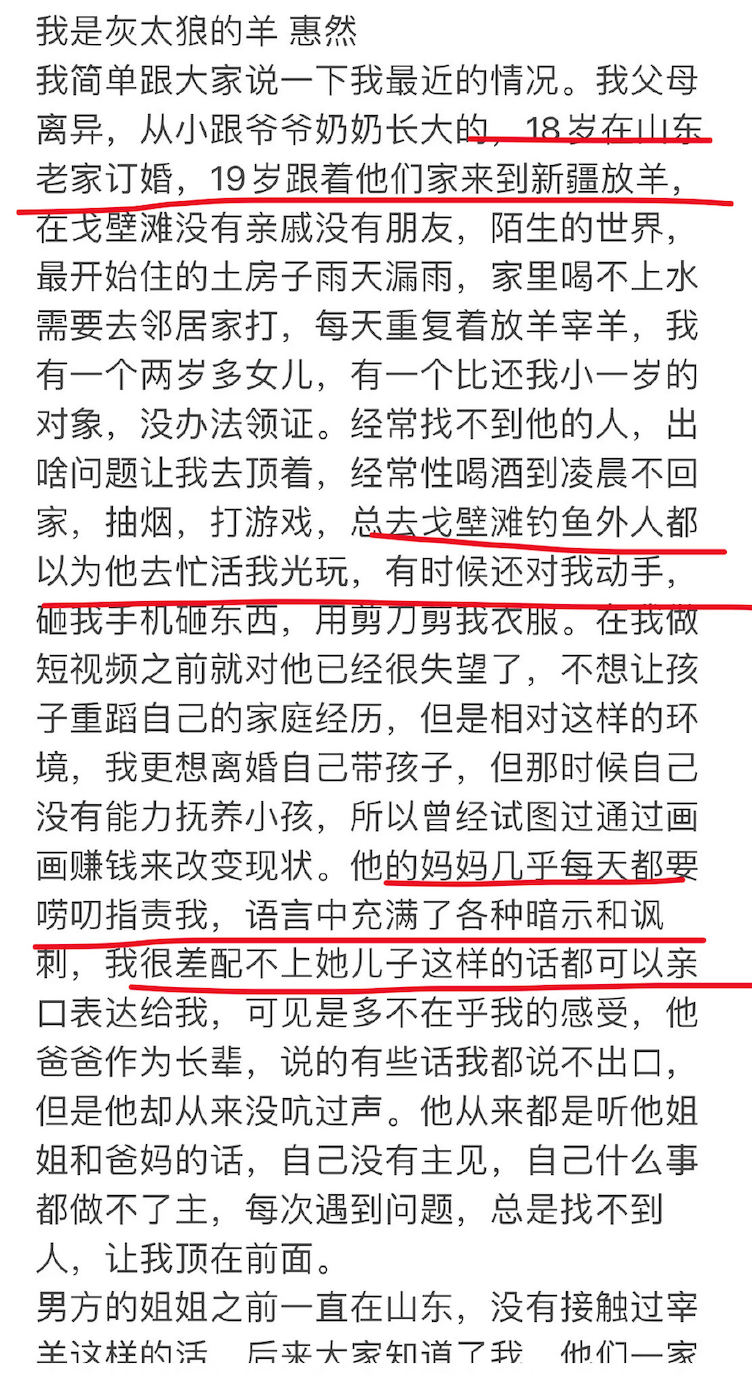 我是灰太狼的羊 惠然
我简单跟大家说一下我最近的情况。我父母
离异，从小跟爷爷奶奶长大的，18岁在山东
老家订婚，19岁跟着他们家来到新疆放羊，
在戈壁滩没有亲戚没有朋友，陌生的世界，
最开始住的土房子雨天漏雨，家里喝不上水
需要去邻居家打，每天重复着放羊宰羊，我
有一个两岁多女儿，有一个比还我小一岁的
对象，没办法领证。经常找不到他的人，出
啥问题让我去顶着，经常性喝酒到凌晨不回
家，抽烟，打游戏，总去戈壁滩钓鱼外人都
以为他去忙活我光玩，有时候还对我动手，
砸我手机砸东西，用剪刀剪我衣服。在我做
短视频之前就对他已经很失望了，不想让孩
子重蹈自己的家庭经历，但是相对这样的环
境，我更想离婚自己带孩子，但那时候自己
没有能力抚养小孩，所以曾经试图过通过画
画赚钱来改变现状。他的妈妈几乎每天都要
唠叨指责我，语言中充满了各种暗示和讽
刺，我很差配不上她儿子这样的话都可以亲
口表达给我，可见是多不在乎我的感受，他
爸爸作为长辈，说的有些话我都说不出口，
但是他却从来没吭过声。他从来都是听他姐
姐和爸妈的话，自己没有主见，自己什么事
都做不了主，每次遇到问题，总是找不到
人，让我顶在前面。
男方的姐姐之前一直在山东，没有接触过宰
羊这样的活，后来大家知道了我，他们一家